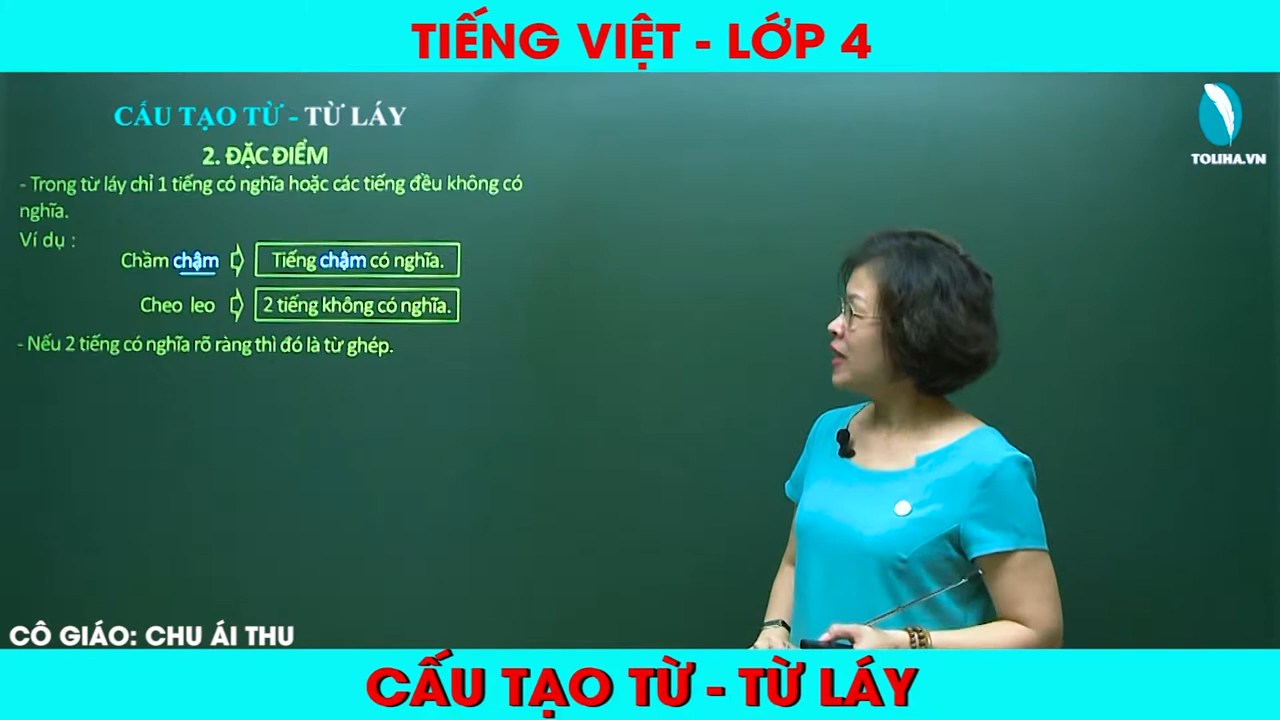 TIẾNG VIỆT - LỚP 4
CẤU TẠO TỪ - TỪ LÁY
TOLIHA.VN
2. ĐẶC ĐIỂM
- Trong từ láy chỉ 1 tiếng có nghĩa hoặc các tiếng đều không có
nghĩa.
Ví dụ :
Chầm chậm Tiếng chậm có nghĩa.
Cheo leo 2 tiếng không có nghĩa.
- Nếu 2 tiếng có nghĩa rõ ràng thì đó là từ ghép.
CÔ GIÁO: CHU ÁI THU
CẤU TẠO TỪ - TỪ LÁY